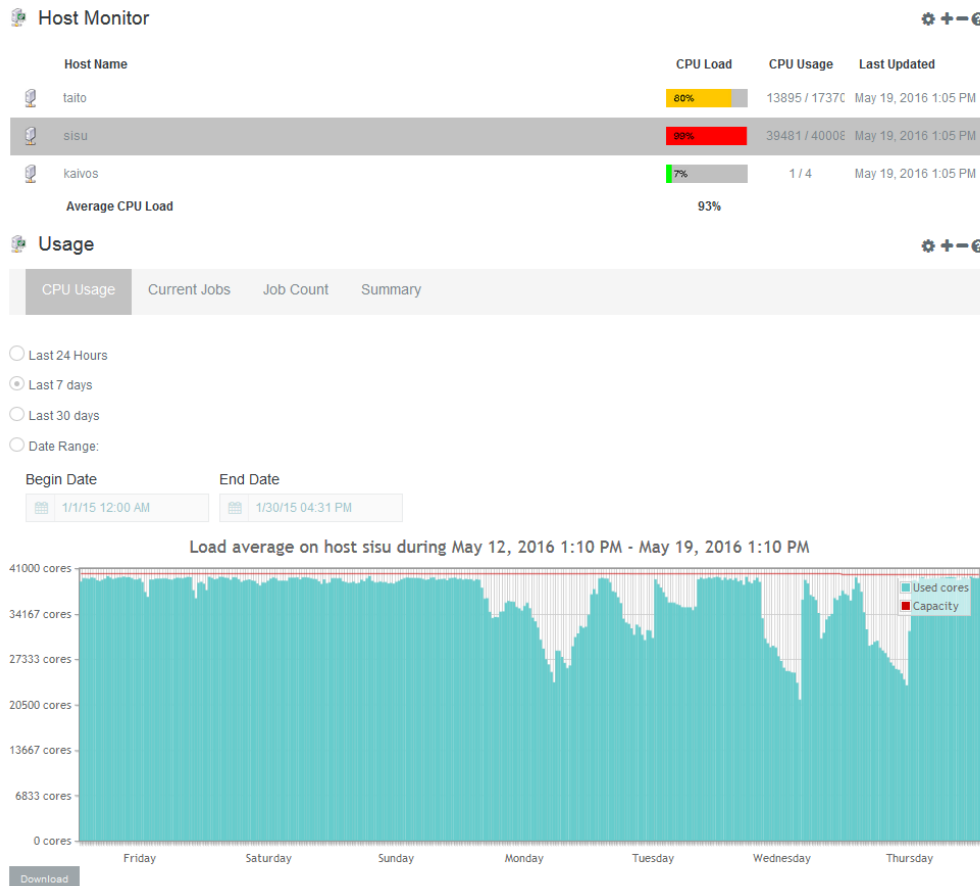 Host Monitor
Host Name CPU Load CPU Usage Last Updated
taito 80% 13895 / 17370 May 19, 2016 1:05 PM
sisu 99% 39481 / 40008 May 19, 2016 1:05 PM
kaivos 7% 1 / 4 May 19, 2016 1:05 PM
Average CPU Load 93%
Usage
CPU Usage Current Jobs Job Count Summary
Last 24 Hours
Last 7 days
Last 30 days
Date Range:
Begin Date End Date
1/1/15 12:00 AM 1/30/15 04:31 PM
Load average on host sisu during May 12, 2016 1:10 PM - May 19, 2016 1:10 PM
41000 cores
Used cores
Capacity
34167 cores
27333 cores
20500 cores
13667 cores
6833 cores
0 cores
Friday Saturday Sunday Monday Tuesday Wednesday Thursday
Download